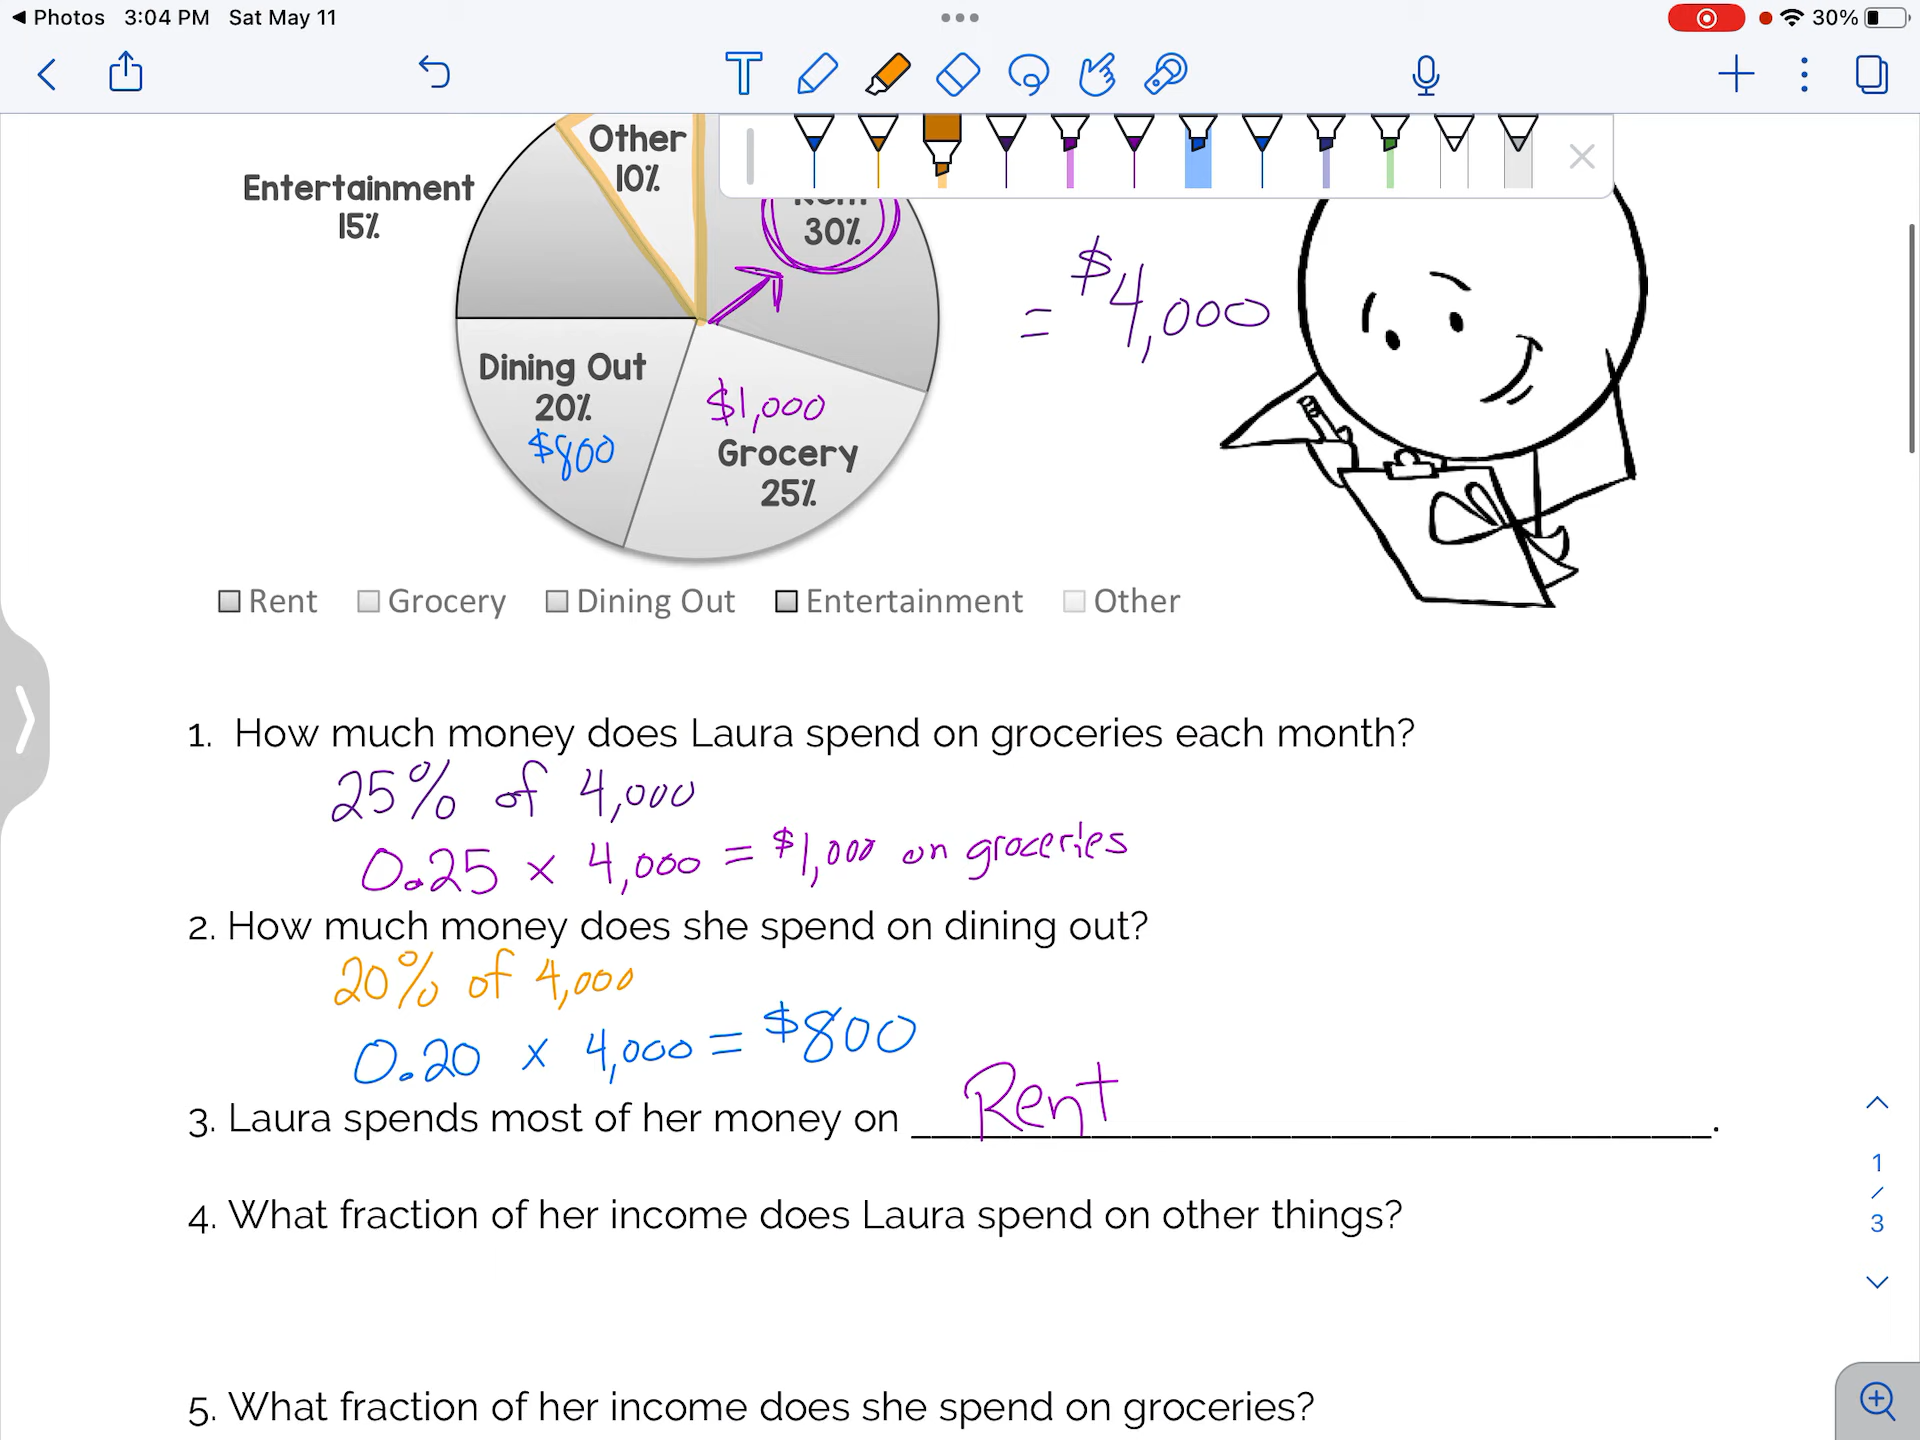 Photos 3:04 PM Sat May 11
30%
T
Other
10%
Entertainment
15%
30%
= $4,000
Dining Out
20%
$800
$1,000
Grocery
25%
Rent Grocery Dining Out Entertainment Other
1. How much money does Laura spend on groceries each month?
25% of 4,000
0.25 x 4,000 = $1,000 on groceries
2. How much money does she spend on dining out?
20% of 4,000
0.20 x 4,000 = $800
3. Laura spends most of her money on Rent.
4. What fraction of her income does Laura spend on other things?
5. What fraction of her income does she spend on groceries?
1
/
3